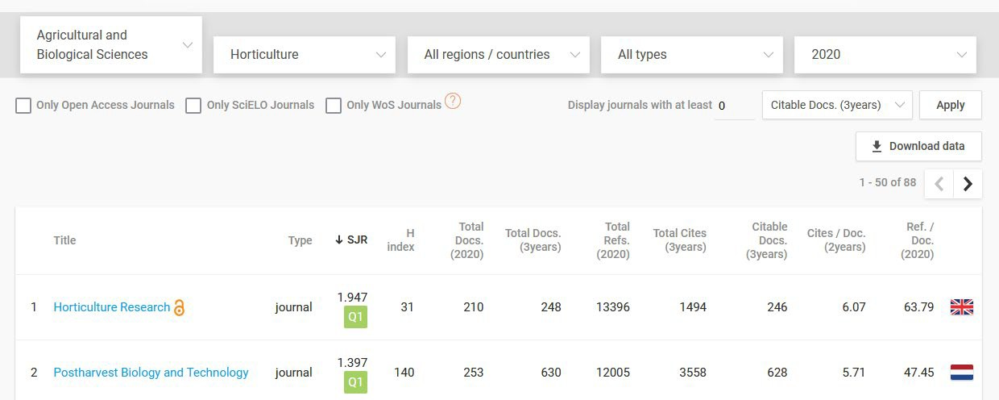 Agricultural and
Biological Sciences
Horticulture
All regions / countries
All types
2020
Only Open Access Journals
Only SciELO Journals
Only WoS Journals
?
Display journals with at least 0
Citable Docs. (3years)
Apply
Download data
1 - 50 of 88
Title
Type
SJR
H
index
Total
Docs.
(2020)
Total Docs.
(3years)
Total
Refs.
(2020)
Total Cites
(3years)
Citable
Docs.
(3years)
Cites / Doc.
(2years)
Ref. /
Doc.
(2020)
1 Horticulture Research journal 1.947 31 210 248 13396 1494 246 6.07 63.79
Q1
2 Postharvest Biology and Technology journal 1.397 140 253 630 12005 3558 628 5.71 47.45
Q1